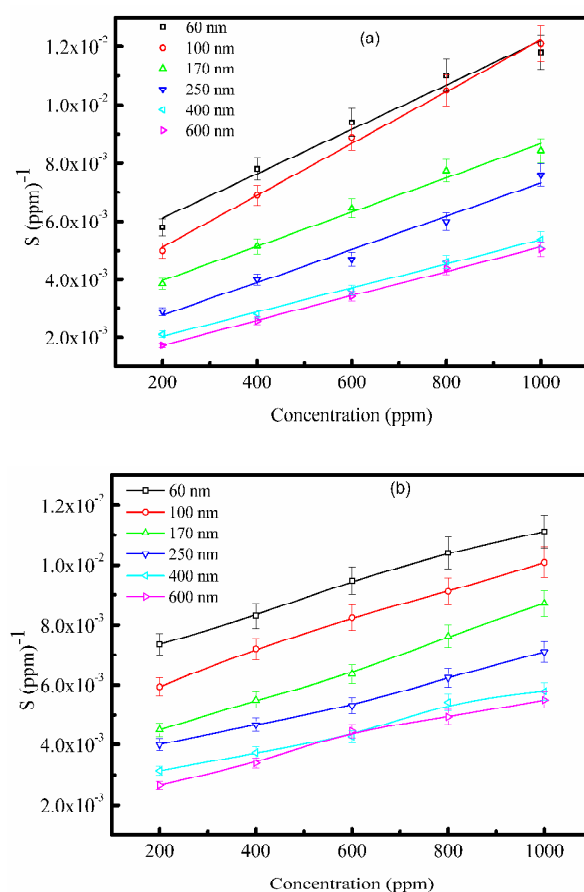 (a)
60 nm
100 nm
170 nm
250 nm
400 nm
600 nm
1.2x10⁻²
1.0x10⁻²
8.0x10⁻³
6.0x10⁻³
4.0x10⁻³
2.0x10⁻³
S (ppm)⁻¹
200 400 600 800 1000
Concentration (ppm)
(b)
60 nm
100 nm
170 nm
250 nm
400 nm
600 nm
1.2x10⁻²
1.0x10⁻²
8.0x10⁻³
6.0x10⁻³
4.0x10⁻³
2.0x10⁻³
S (ppm)⁻¹
200 400 600 800 1000
Concentration (ppm)